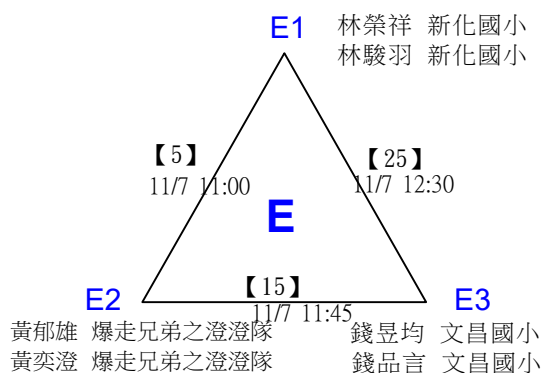 E1
林榮祥 新化國小
林駿羽 新化國小
【5】
11/7 11:00
【25】
11/7 12:30
E
【15】
11/7 11:45
E2
黃郁雄 爆走兄弟之澄澄隊
黃奕澄 爆走兄弟之澄澄隊
E3
錢昱均 文昌國小
錢品言 文昌國小